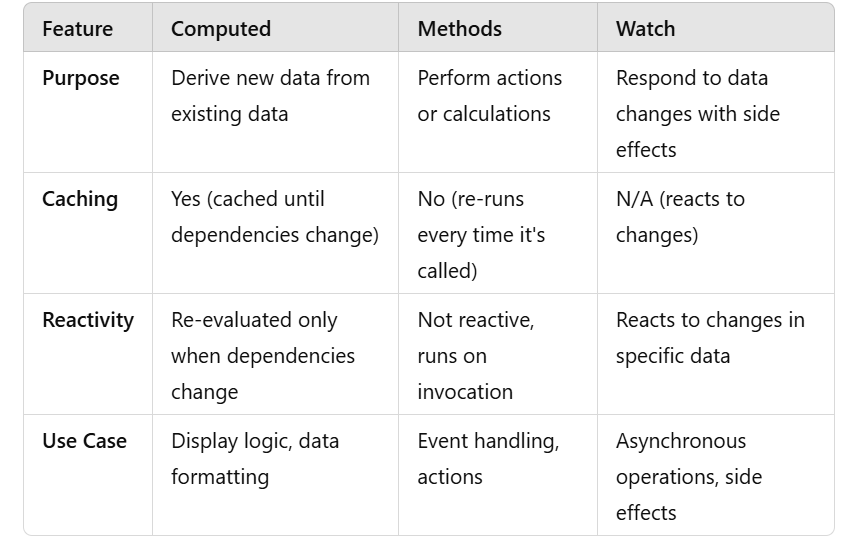 Feature Computed Methods Watch
Purpose Derive new data from Perform actions Respond to data
existing data or calculations changes with side
effects
Caching Yes (cached until No (re-runs N/A (reacts to
dependencies change) every time it's changes)
called)
Reactivity Re-evaluated only Not reactive, Reacts to changes in
when dependencies runs on specific data
change invocation
Use Case Display logic, data Event handling, Asynchronous
formatting actions operations, side
effects